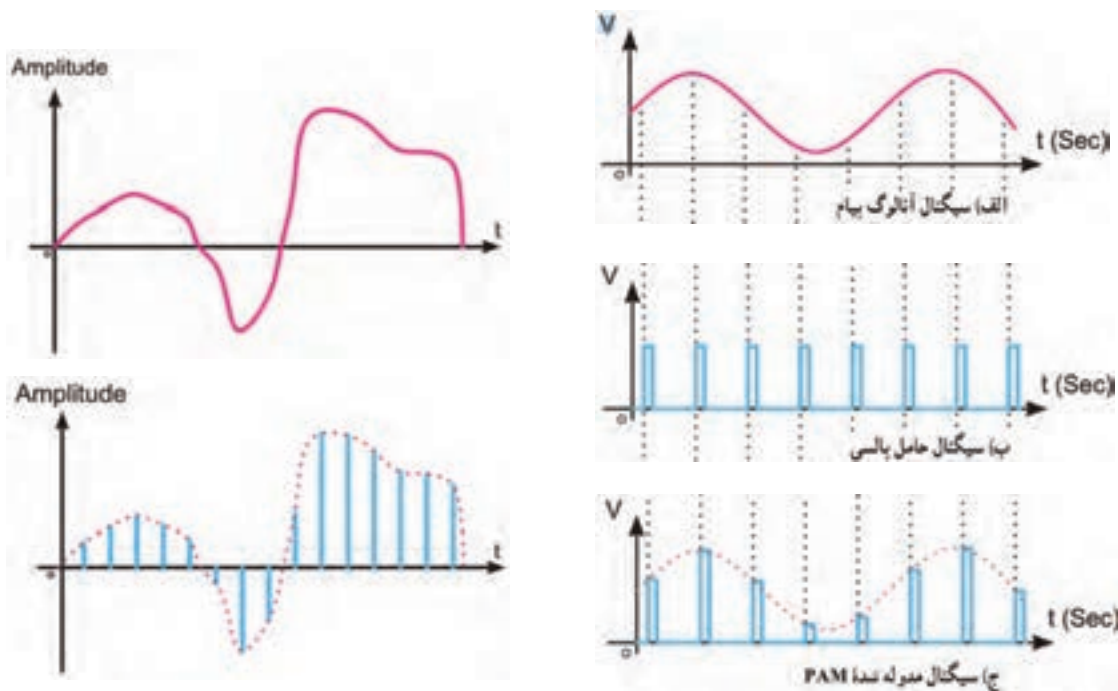 Amplitude
t
o
Amplitude
t
o
V
t (Sec)
o
الف) سیگنال آنالوگ پیام
V
t (Sec)
o
ب) سیگنال حامل پالسی
V
t (Sec)
o
ج) سیگنال مدوله شدهٔ PAM